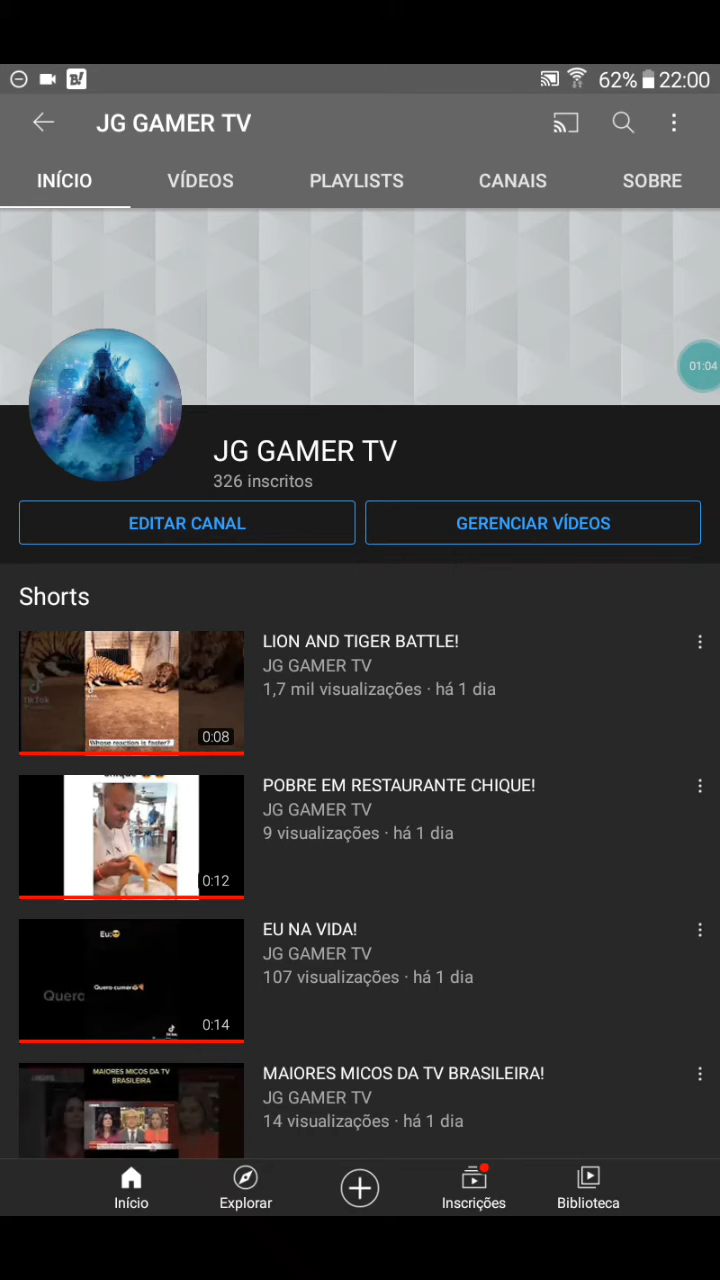 B!
62% 22:00
JG GAMER TV
INÍCIO VÍDEOS PLAYLISTS CANAIS SOBRE
01:04
JG GAMER TV
326 inscritos
EDITAR CANAL GERENCIAR VÍDEOS
Shorts
LION AND TIGER BATTLE!
JG GAMER TV
1,7 mil visualizações · há 1 dia
TikTok
Whose reaction is faster?
0:08
POBRE EM RESTAURANTE CHIQUE!
JG GAMER TV
9 visualizações · há 1 dia
0:12
EU NA VIDA!
JG GAMER TV
107 visualizações · há 1 dia
Eu:😎
Quero
0:14
MAIORES MICOS DA TV BRASILEIRA!
JG GAMER TV
14 visualizações · há 1 dia
MAIORES MICOS DA TV
BRASILEIRA
Início Explorar Inscrições Biblioteca